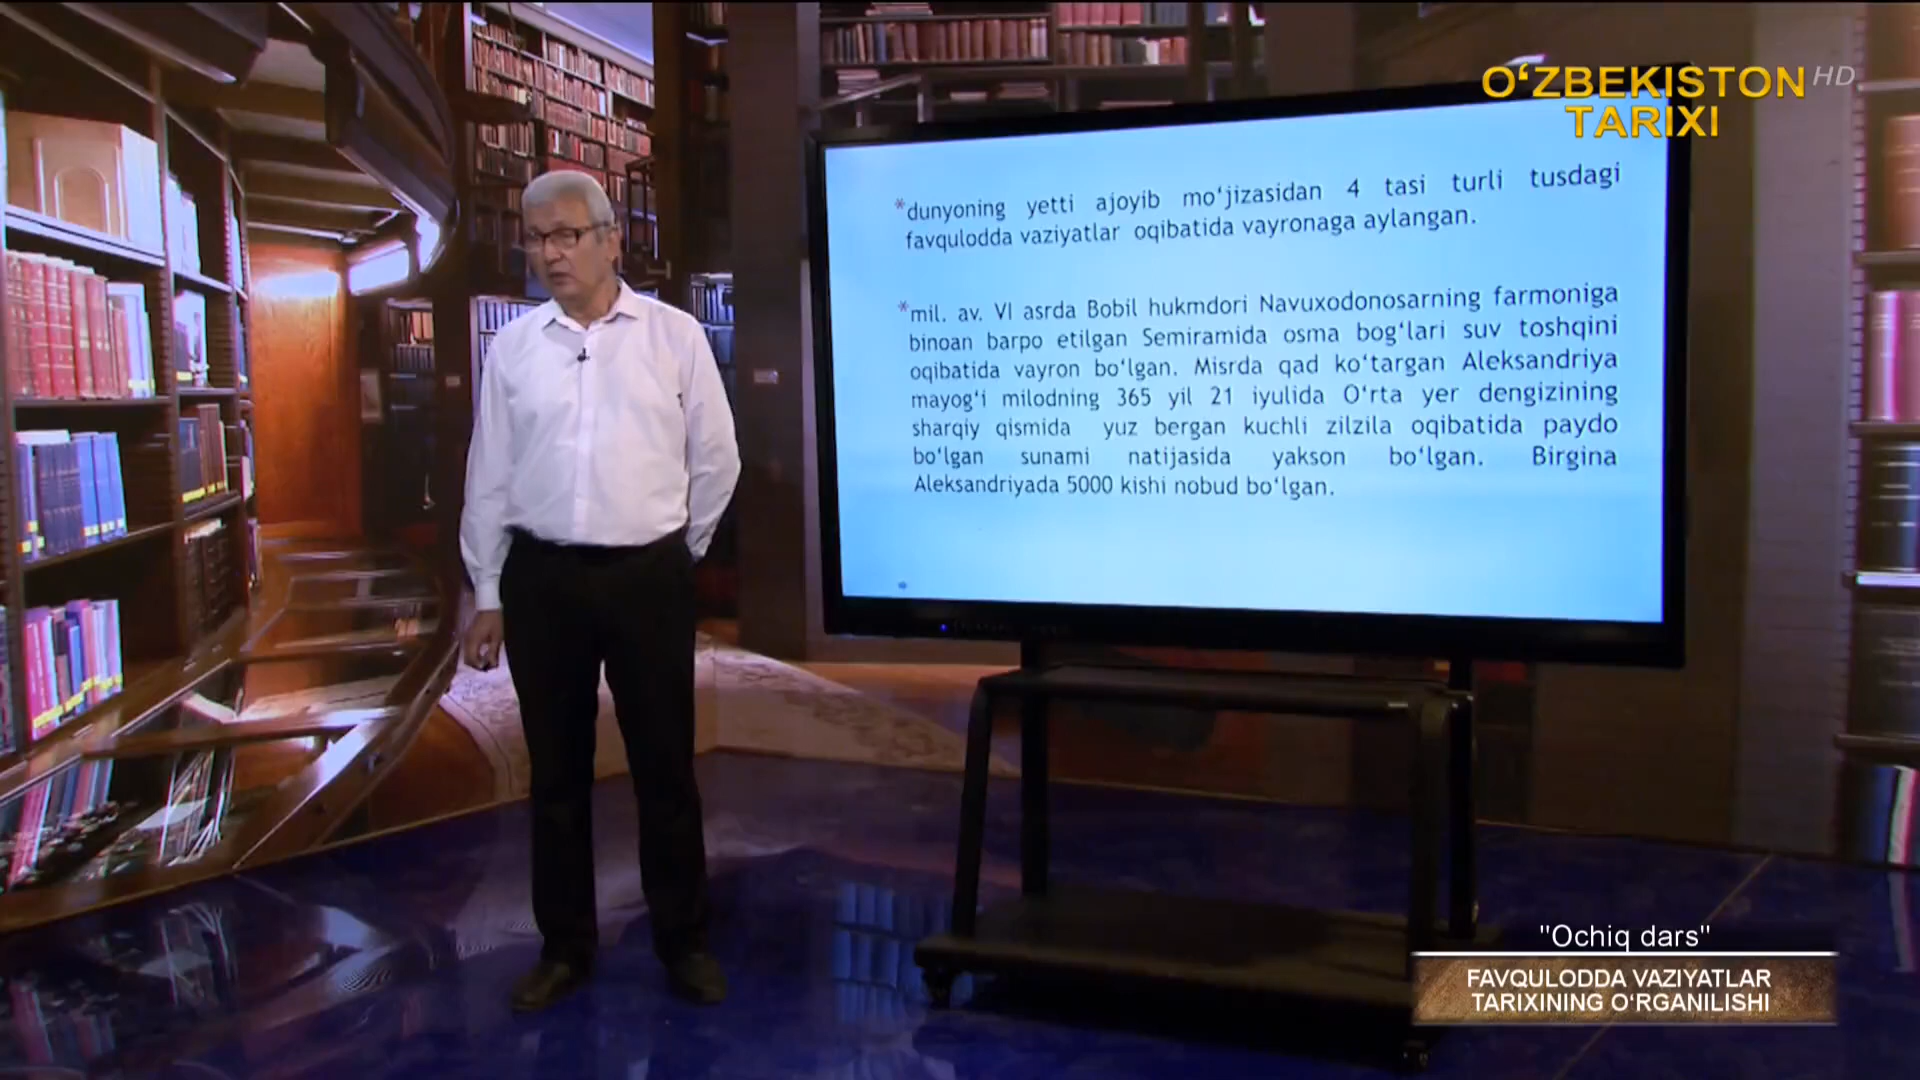 O‘ZBEKISTON HD
TARIXI
*dunyoning yetti ajoyib mo‘jizasidan 4 tasi turli tusdagi
favqulodda vaziyatlar oqibatida vayronaga aylangan.
*mil. av. VI asrda Bobil hukmdori Navuxodonosarning farmoniga
binoan barpo etilgan Semiramida osma bog‘lari suv toshqini
oqibatida vayron bo‘lgan. Misrda qad ko‘targan Aleksandriya
mayog‘i milodning 365 yil 21 iyulida O‘rta yer dengizining
sharqiy qismida yuz bergan kuchli zilzila oqibatida paydo
bo‘lgan sunami natijasida yakson bo‘lgan. Birgina
Aleksandriyada 5000 kishi nobud bo‘lgan.
"Ochiq dars"
FAVQULODDA VAZIYATLAR
TARIXINING O‘RGANILISHI